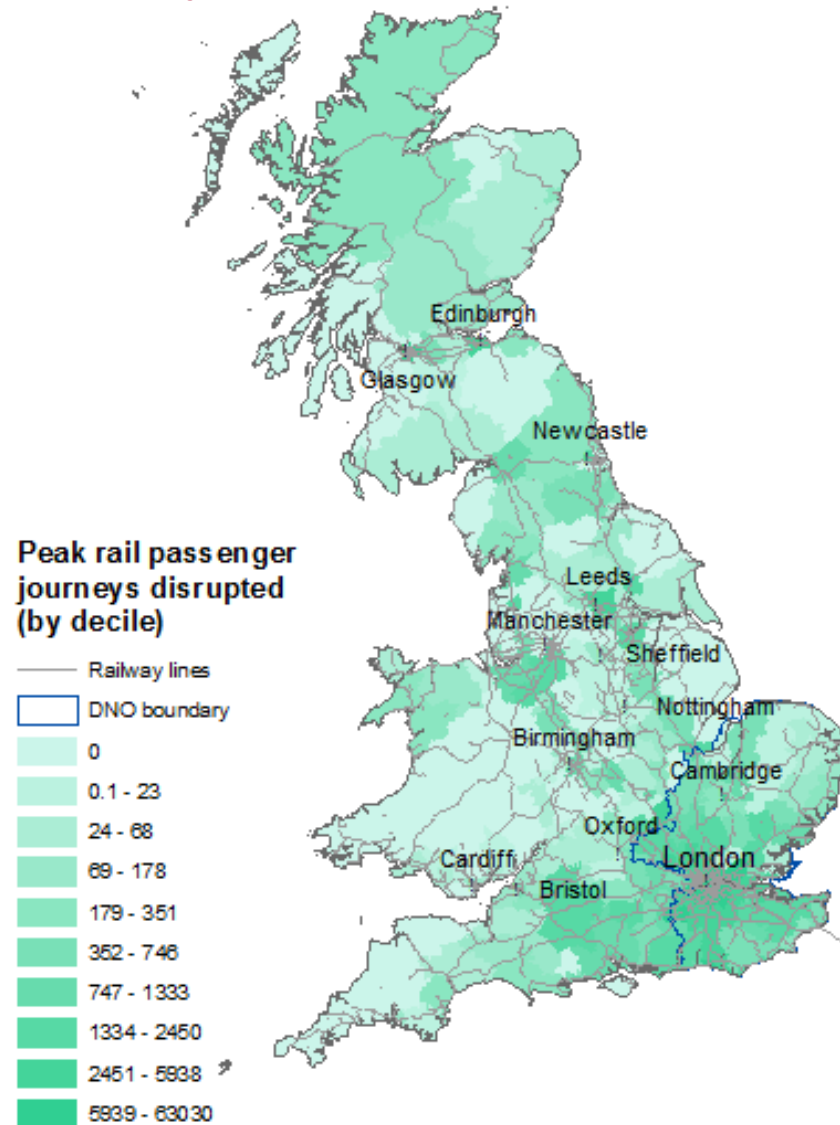 Edinburgh
Glasgow
Newcastle
Peak rail passenger
journeys disrupted
(by decile)
Leeds
Manchester
Sheffield
Railway lines
DNO boundary
Nottingham
0
Birmingham
Cambridge
0.1 - 23
24 - 68
Oxford
London
69 - 178
Cardiff
Bristol
179 - 351
352 - 746
747 - 1333
1334 - 2450
2451 - 5938
5939 - 63030